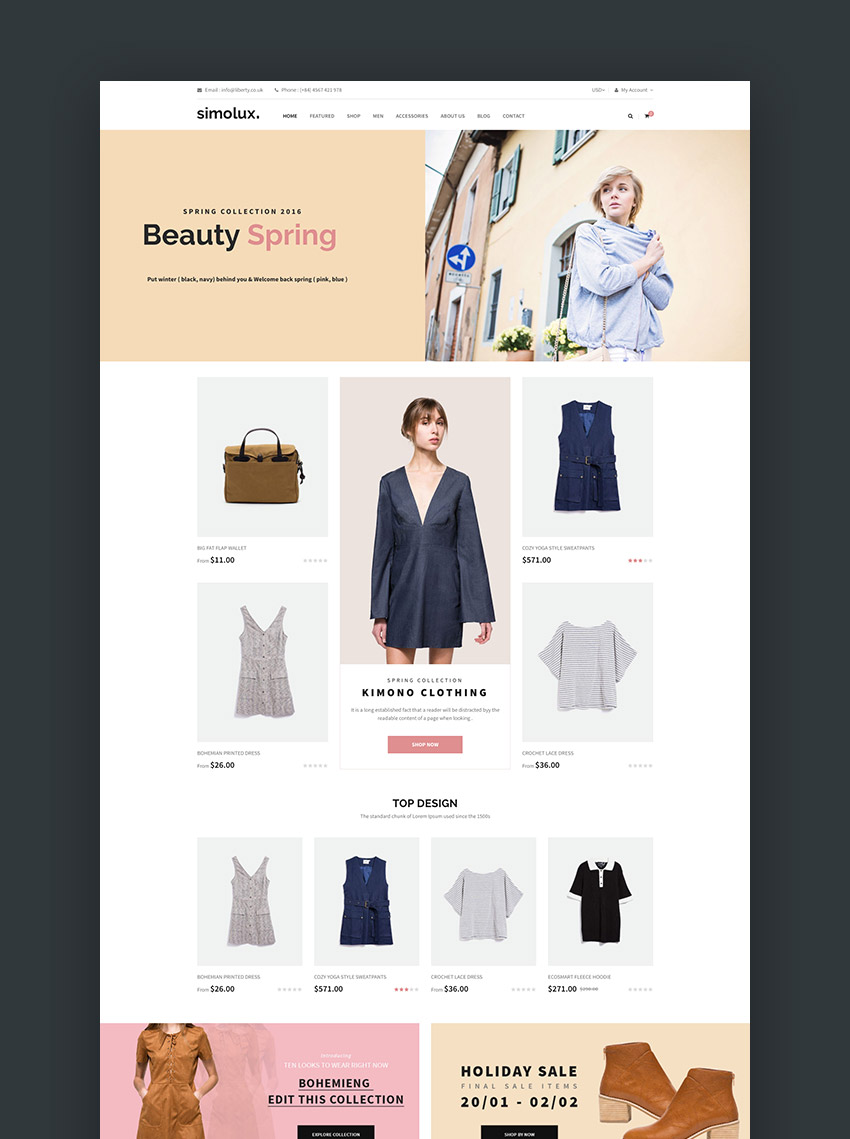 Email : info@liberty.co.uk Phone : (+84) 4567 421 978 USD My Account
simolux. HOME FEATURED SHOP MEN ACCESSORIES ABOUT US BLOG CONTACT
SPRING COLLECTION 2016
Beauty Spring
Put winter ( black, navy) behind you & Welcome back spring ( pink, blue )
BIG FAT FLAP WALLET
From $11.00
COZY YOGA STYLE SWEATPANTS
$571.00
SPRING COLLECTION
KIMONO CLOTHING
It is a long established fact that a reader will be distracted byy the
readable content of a page when looking..
SHOP NOW
BOHEMIAN PRINTED DRESS
From $26.00
CROCHET LACE DRESS
From $36.00
TOP DESIGN
The standard chunk of Lorem Ipsum used since the 1500s
BOHEMIAN PRINTED DRESS
From $26.00
COZY YOGA STYLE SWEATPANTS
$571.00
CROCHET LACE DRESS
From $36.00
ECOSMART FLEECE HOODIE
$271.00
Introducing
TEN LOOKS TO WEAR RIGHT NOW
BOHEMIENG
EDIT THIS COLLECTION
EXPLORE COLLECTION
HOLIDAY SALE
FINAL SALE ITEMS
20/01 - 02/02
SHOP BY NOW